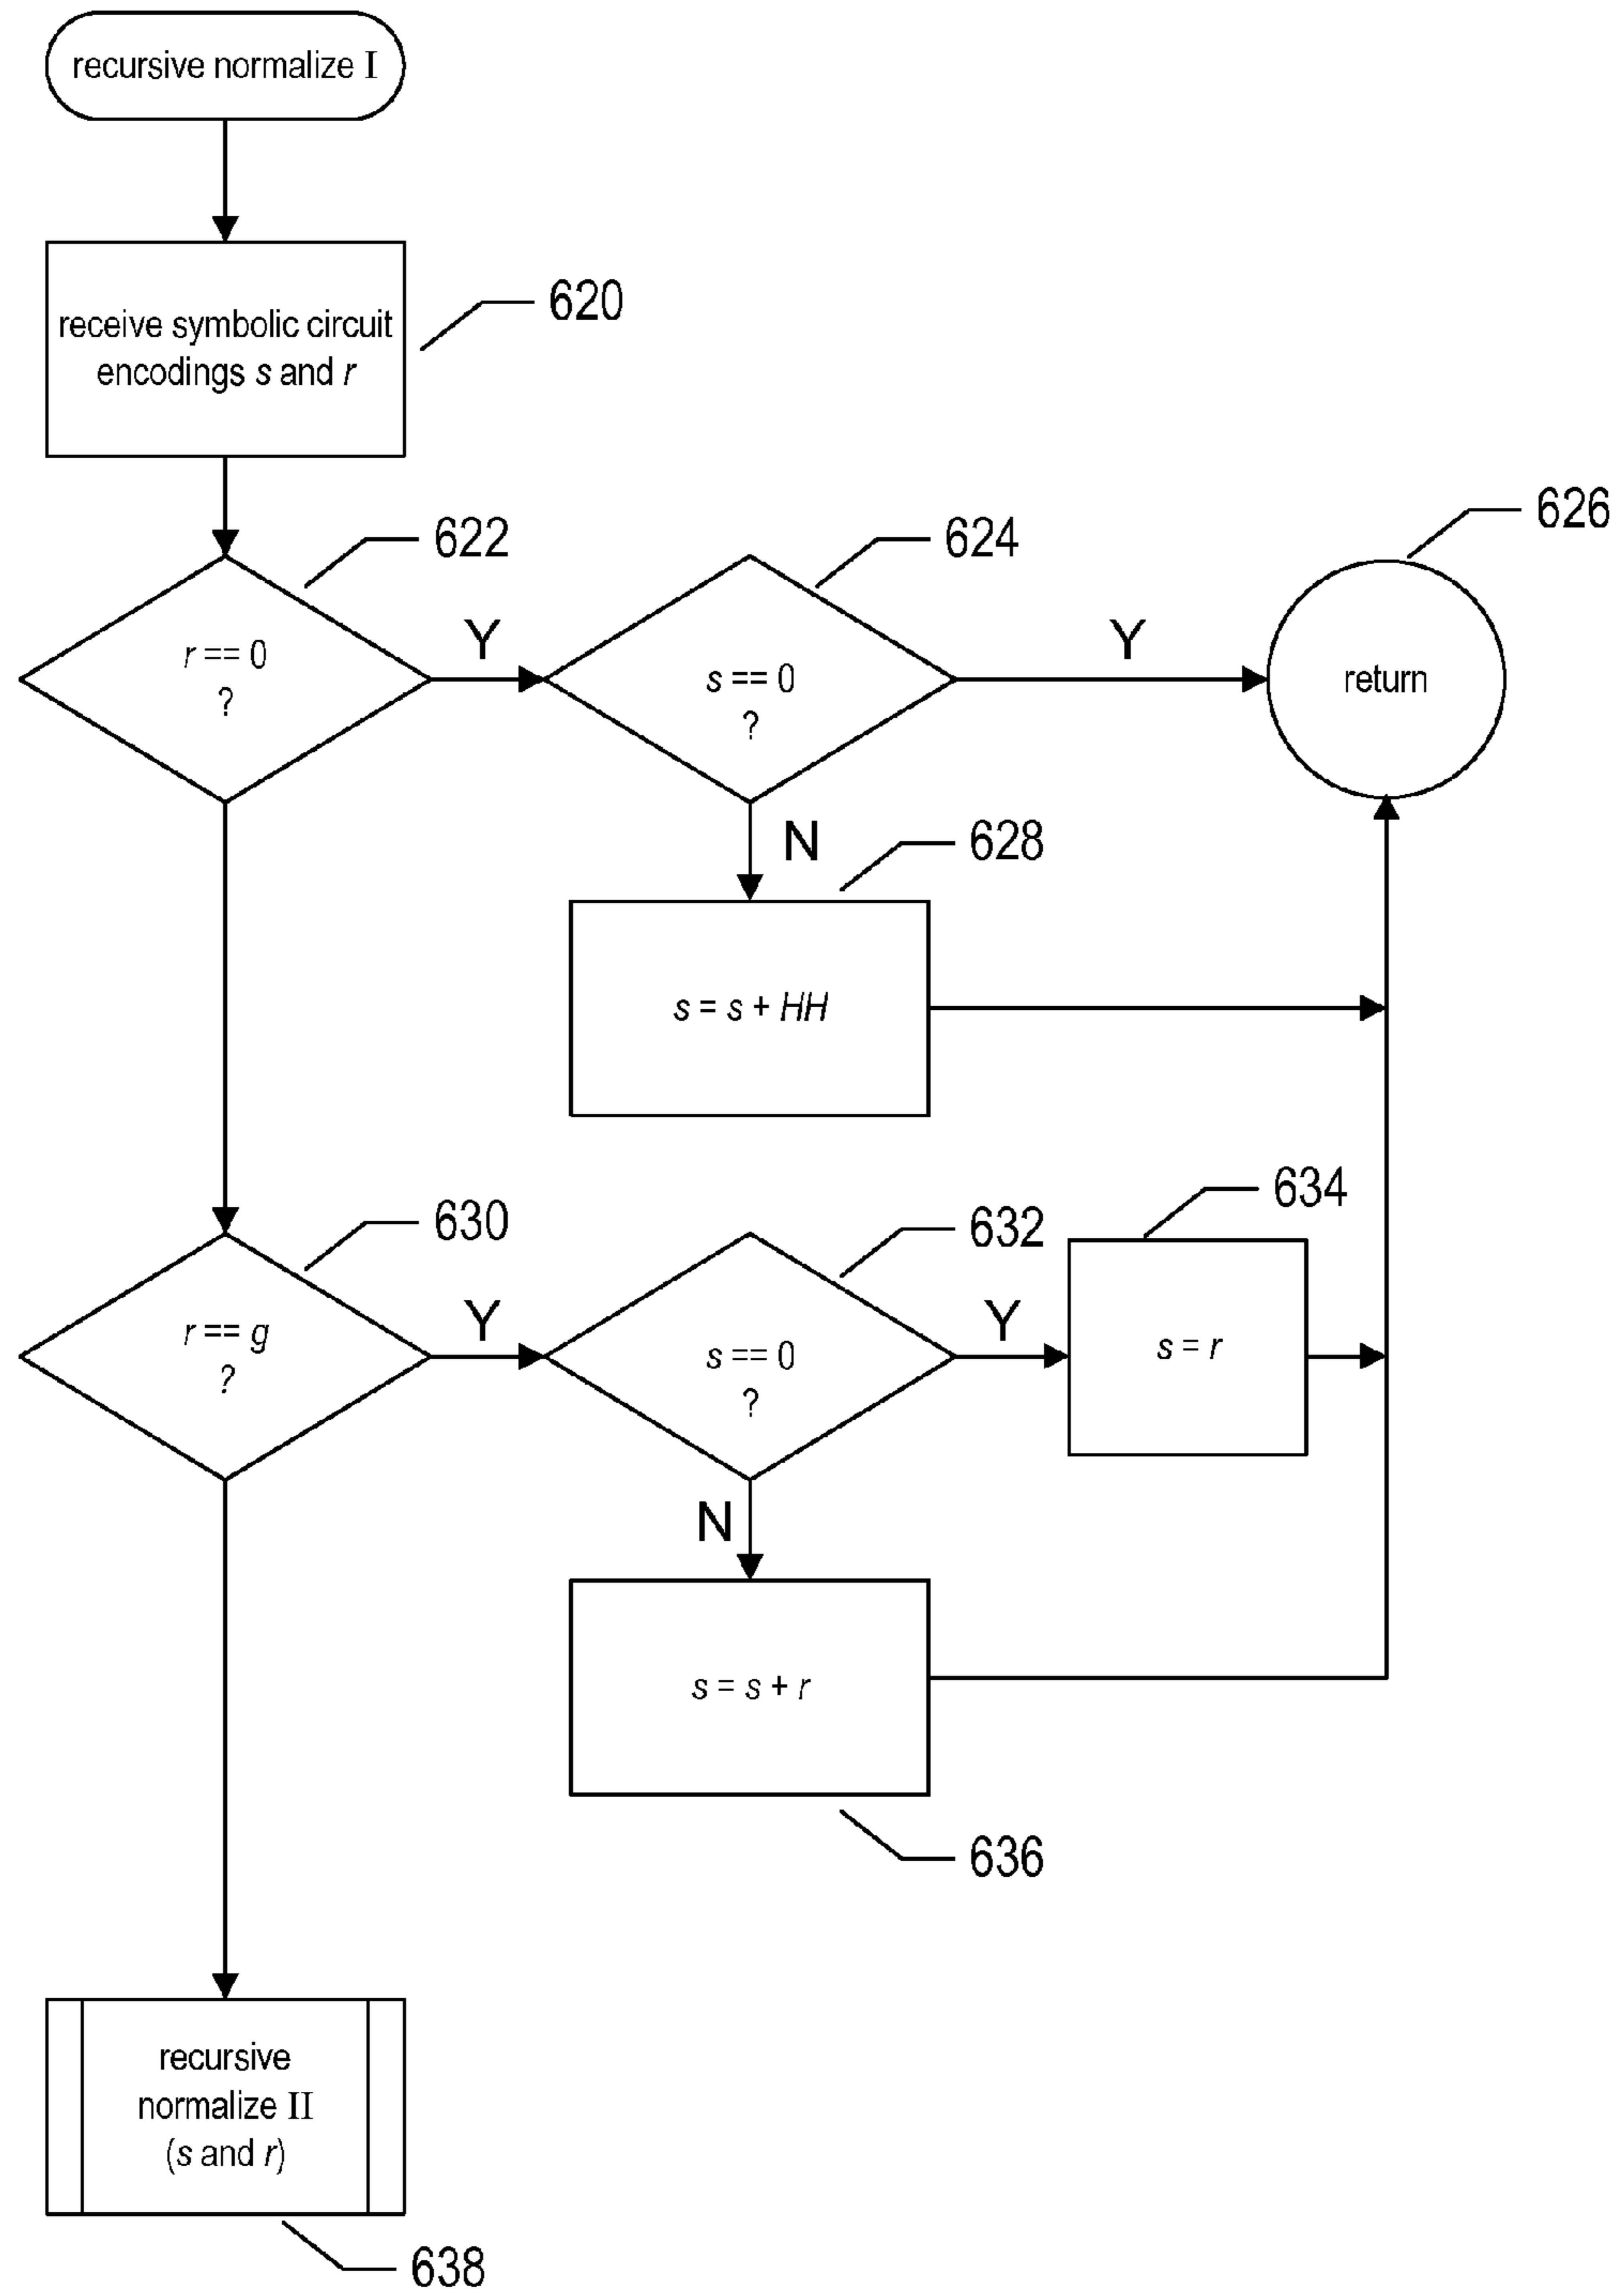 recursive normalize I
receive symbolic circuit
encodings s and r
620
622
r == 0
?
Y
624
s == 0
?
Y
626
return
N
628
s = s + HH
630
r == g
?
Y
632
s == 0
?
Y
634
s = r
N
s = s + r
636
recursive
normalize II
(s and r)
638